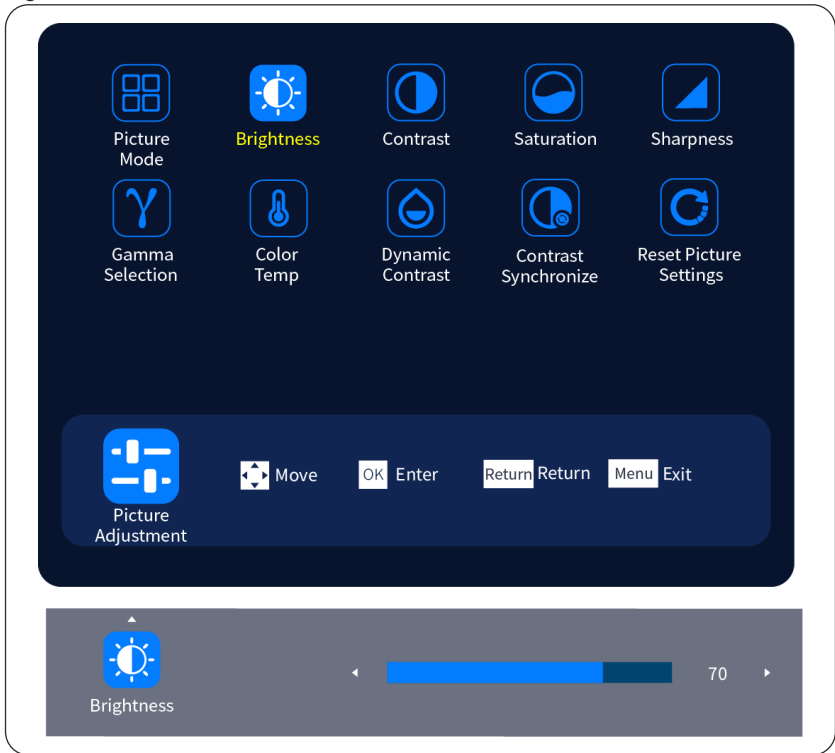 Picture
Mode
Brightness
Contrast
Saturation
Sharpness
Gamma
Selection
Color
Temp
Dynamic
Contrast
Contrast
Synchronize
Reset Picture
Settings
Picture
Adjustment
Move
OK Enter
Return Return
Menu Exit
Brightness
70